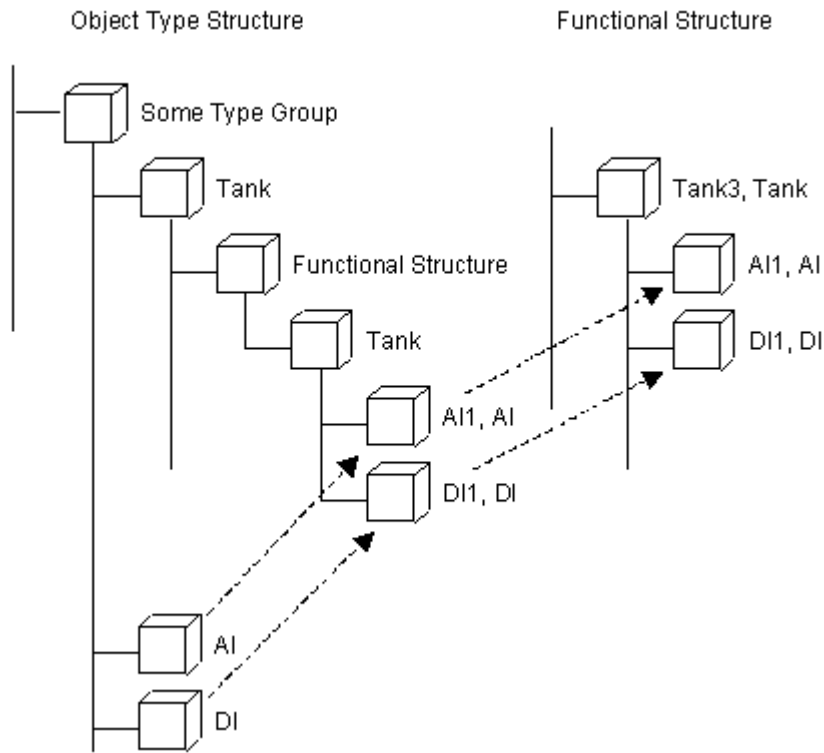 Object Type Structure
Functional Structure
Some Type Group
Tank
Tank3, Tank
Functional Structure
AI1, AI
Tank
DI1, DI
AI1, AI
DI1, DI
AI
DI